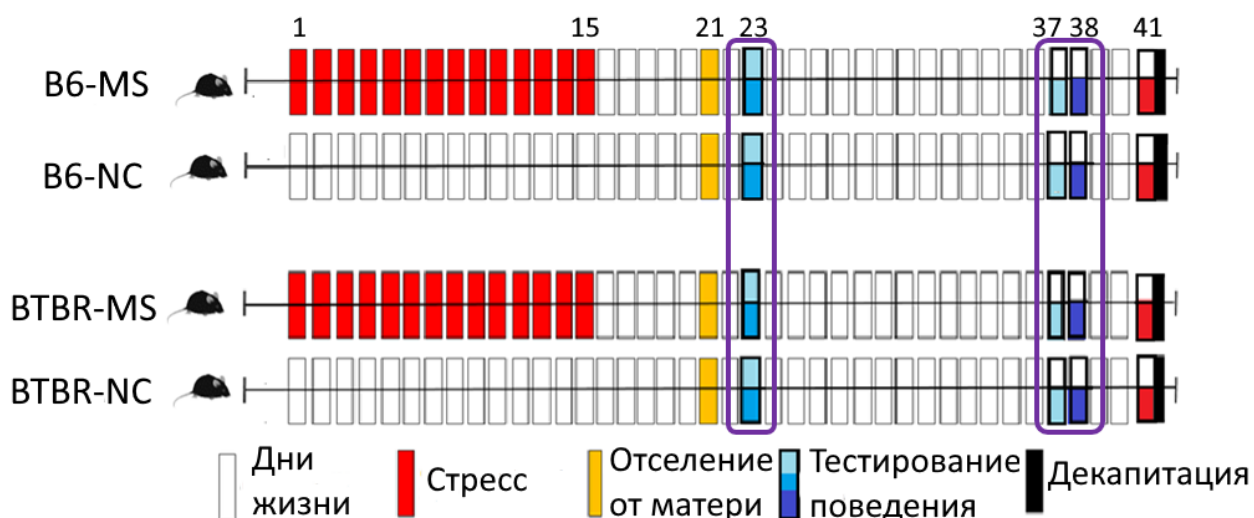 1 15 21 23 37 38 41
B6-MS
B6-NC
BTBR-MS
BTBR-NC
Дни
жизни
Стресс
Отселение
от матери
Тестирование
поведения
Декапитация